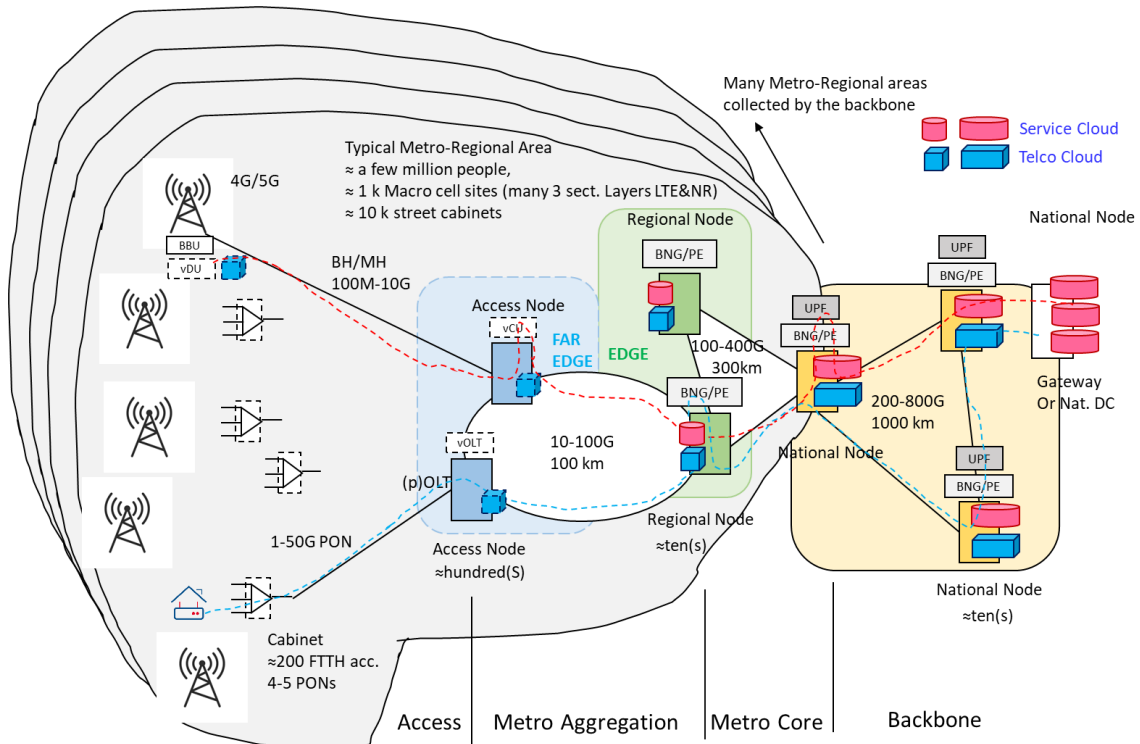 Many Metro-Regional areas
collected by the backbone
Service Cloud
Telco Cloud
Typical Metro-Regional Area
≈ a few million people,
≈ 1 k Macro cell sites (many 3 sect. Layers LTE&NR)
≈ 10 k street cabinets
4G/5G
BBU
vDU
BH/MH
100M-10G
Access Node
vCU
FAR
EDGE
EDGE
Regional Node
BNG/PE
100-400G
300km
BNG/PE
UPF
BNG/PE
National Node
UPF
BNG/PE
National Node
Gateway
Or Nat. DC
200-800G
1000 km
UPF
BNG/PE
National Node
≈ten(s)
vOLT
(p)OLT
10-100G
100 km
Access Node
≈hundred(S)
Regional Node
≈ten(s)
1-50G PON
Cabinet
≈200 FTTH acc.
4-5 PONs
Access
Metro Aggregation
Metro Core
Backbone